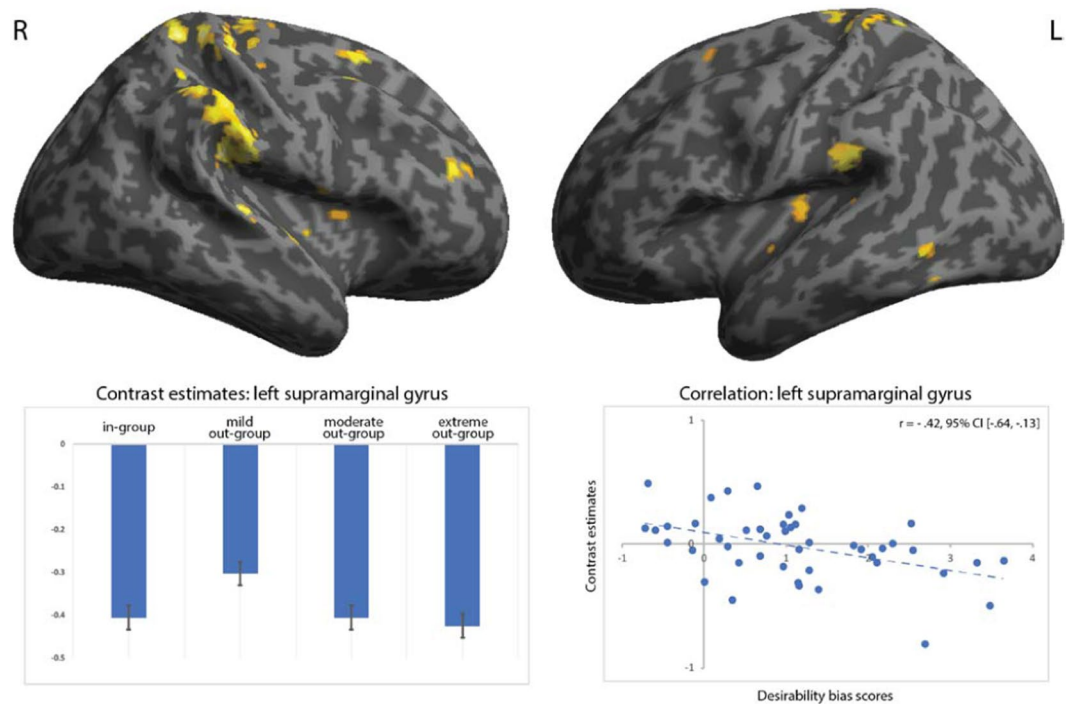 R
L
Contrast estimates: left supramarginal gyrus
in-group
mild
out-group
moderate
out-group
extreme
out-group
0
-0.1
-0.2
-0.3
-0.4
-0.5
Correlation: left supramarginal gyrus
r = - .42, 95% CI [-.64, -.13]
Contrast estimates
1
0
-1
-1
0
1
2
3
4
Desirability bias scores